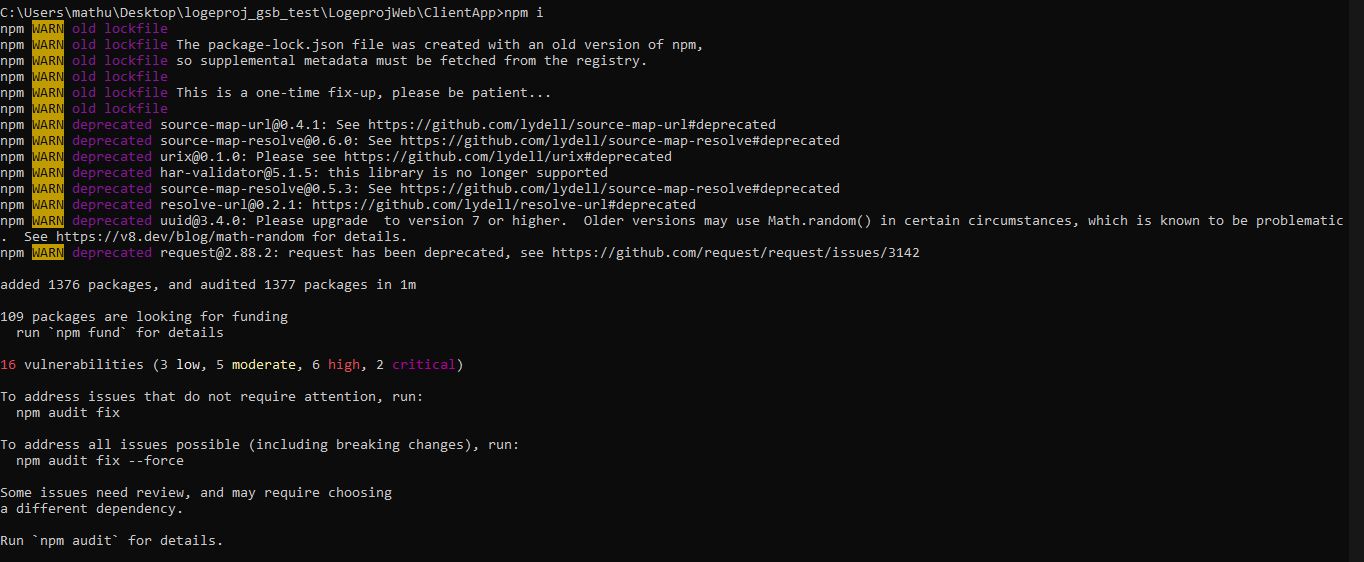 C:\Users\mathu\Desktop\logeproj_gsb_test\LogeprojWeb\ClientApp>npm i
npm WARN old lockfile
npm WARN old lockfile The package-lock.json file was created with an old version of npm,
npm WARN old lockfile so supplemental metadata must be fetched from the registry.
npm WARN old lockfile
npm WARN old lockfile This is a one-time fix-up, please be patient...
npm WARN old lockfile
npm WARN deprecated source-map-url@0.4.1: See https://github.com/lydell/source-map-url#deprecated
npm WARN deprecated source-map-resolve@0.6.0: See https://github.com/lydell/source-map-resolve#deprecated
npm WARN deprecated urix@0.1.0: Please see https://github.com/lydell/urix#deprecated
npm WARN deprecated har-validator@5.1.5: this library is no longer supported
npm WARN deprecated source-map-resolve@0.5.3: See https://github.com/lydell/source-map-resolve#deprecated
npm WARN deprecated resolve-url@0.2.1: https://github.com/lydell/resolve-url#deprecated
npm WARN deprecated uuid@3.4.0: Please upgrade  to version 7 or higher.  Older versions may use Math.random() in certain circumstances, which is known to be problematic
.  See https://v8.dev/blog/math-random for details.
npm WARN deprecated request@2.88.2: request has been deprecated, see https://github.com/request/request/issues/3142
added 1376 packages, and audited 1377 packages in 1m
109 packages are looking for funding
  run `npm fund` for details
16 vulnerabilities (3 low, 5 moderate, 6 high, 2 critical)
To address issues that do not require attention, run:
  npm audit fix
To address all issues possible (including breaking changes), run:
  npm audit fix --force
Some issues need review, and may require choosing
a different dependency.
Run `npm audit` for details.